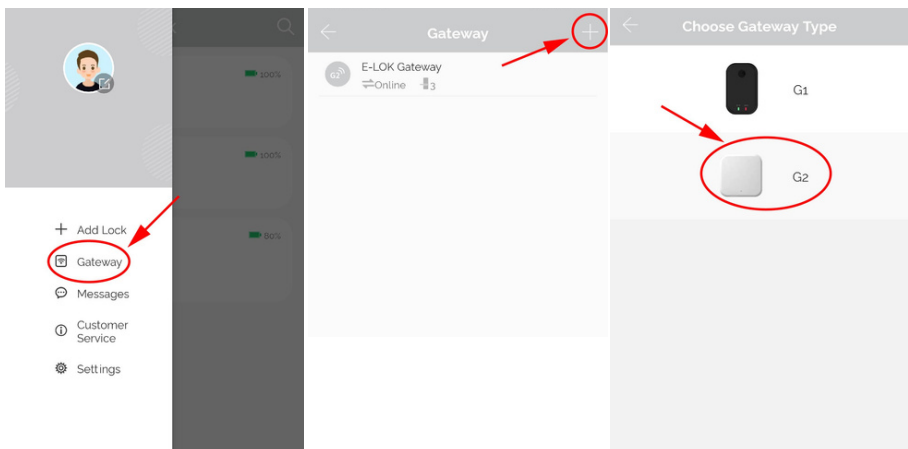 100%
100%
80%
+ Add Lock
Gateway
Messages
Customer
Service
Settings
Gateway
G2
E-LOK Gateway
Online 3
Choose Gateway Type
G1
G2